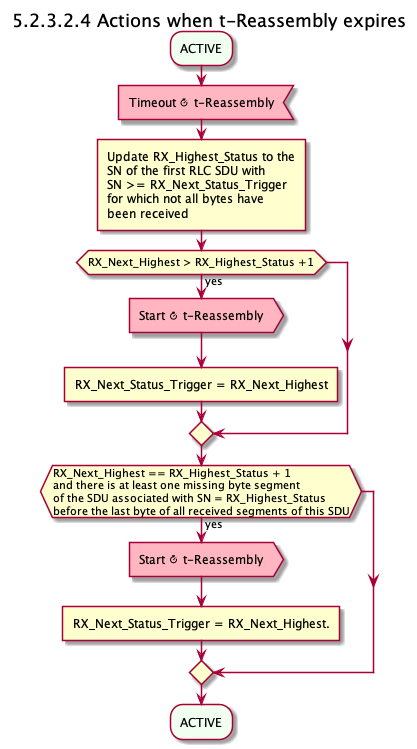 5.2.3.2.4 Actions when t-Reassembly expires
ACTIVE
Timeout ⥁ t-Reassembly
Update RX_Highest_Status to the
SN of the first RLC SDU with
SN >= RX_Next_Status_Trigger
for which not all bytes have
been received
RX_Next_Highest > RX_Highest_Status +1
yes
Start ⥁ t-Reassembly
RX_Next_Status_Trigger = RX_Next_Highest
RX_Next_Highest == RX_Highest_Status + 1
and there is at least one missing byte segment
of the SDU associated with SN = RX_Highest_Status
before the last byte of all received segments of this SDU
yes
Start ⥁ t-Reassembly
RX_Next_Status_Trigger = RX_Next_Highest.
ACTIVE